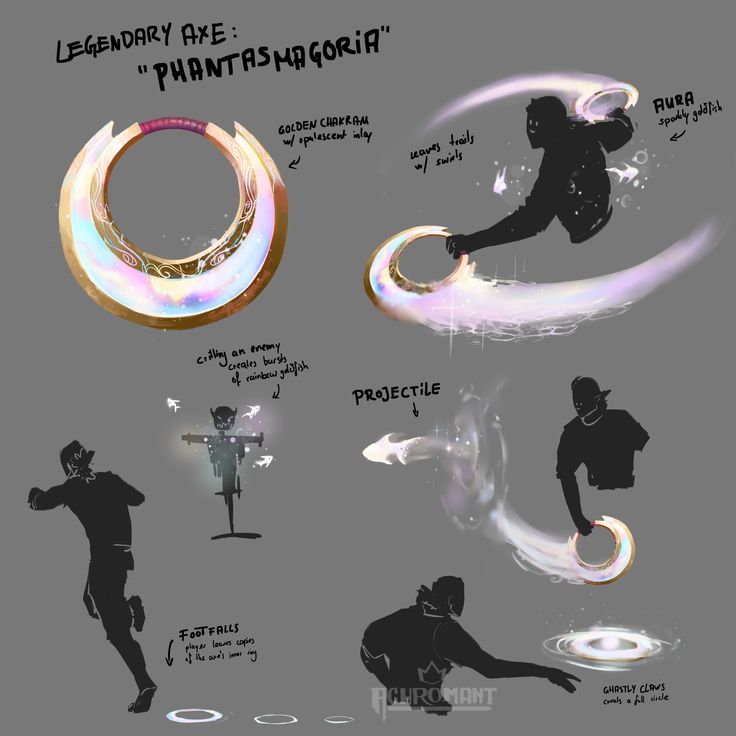 LEGENDARY AXE:
"PHANTASMAGORIA"
GOLDEN CHAKRAM
w/ opalescent inlay
leaves trails
w/ swirls
AURA
sparkly goldfish
critting an enemy
creates bursts
of rainbow goldfish
PROJECTILE
FOOTFALLS
player leaves copies
of the axe's inner ring
GHASTLY CLAWS
creates a full circle
ACHROMANT